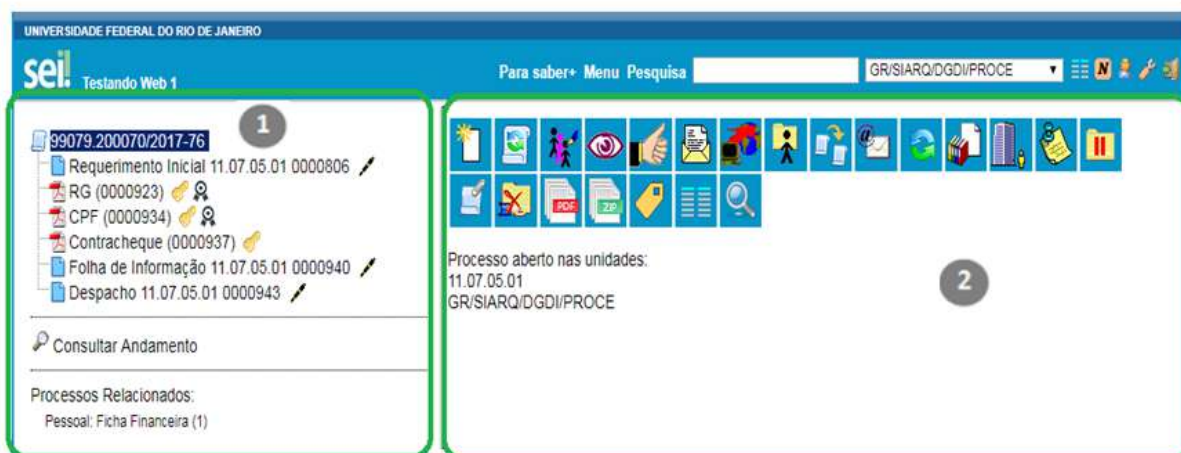 UNIVERSIDADE FEDERAL DO RIO DE JANEIRO
sei! Testando Web 1
Para saber+ Menu Pesquisa GR/SIARQ/DGDI/PROCE N
1
99079.200070/2017-76
Requerimento Inicial 11.07.05.01 0000806
RG (0000923)
CPF (0000934)
Contracheque (0000937)
Folha de Informação 11.07.05.01 0000940
Despacho 11.07.05.01 0000943
Consultar Andamento
Processos Relacionados:
Pessoal: Ficha Financeira (1)
PDF ZIP
Processo aberto nas unidades:
11.07.05.01
GR/SIARQ/DGDI/PROCE
2